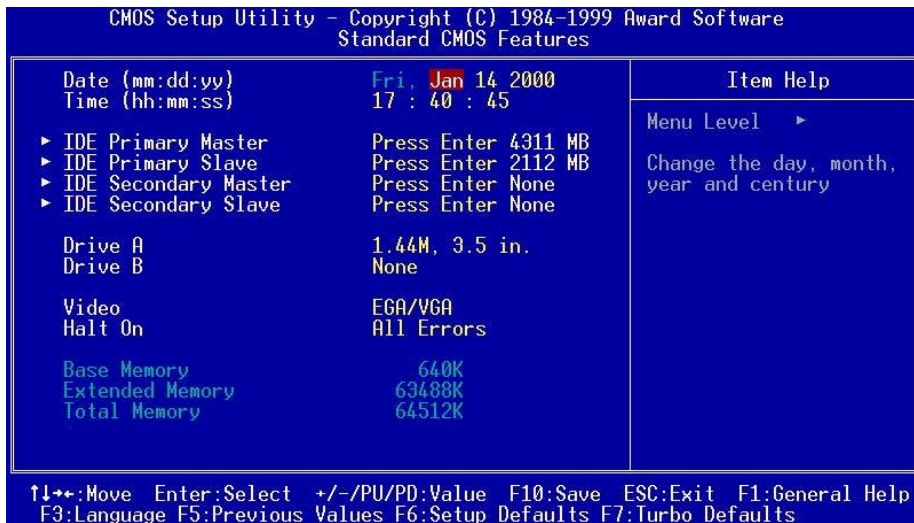 CMOS Setup Utility – Copyright (C) 1984-1999 Award Software
Standard CMOS Features
Date (mm:dd:yy) Fri, Jan 14 2000
Time (hh:mm:ss) 17 : 40 : 45
► IDE Primary Master Press Enter 4311 MB
► IDE Primary Slave Press Enter 2112 MB
► IDE Secondary Master Press Enter None
► IDE Secondary Slave Press Enter None
Drive A 1.44M, 3.5 in.
Drive B None
Video EGA/VGA
Halt On All Errors
Base Memory 640K
Extended Memory 63488K
Total Memory 64512K
Item Help
Menu Level ►
Change the day, month,
year and century
↑↓→←:Move Enter:Select +/-/PU/PD:Value F10:Save ESC:Exit F1:General Help
F3:Language F5:Previous Values F6:Setup Defaults F7:Turbo Defaults